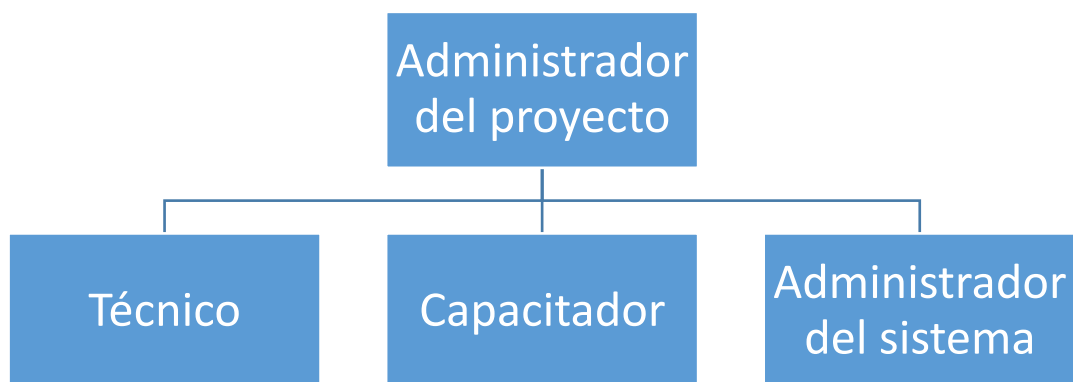 Administrador
del proyecto
Técnico
Capacitador
Administrador
del sistema